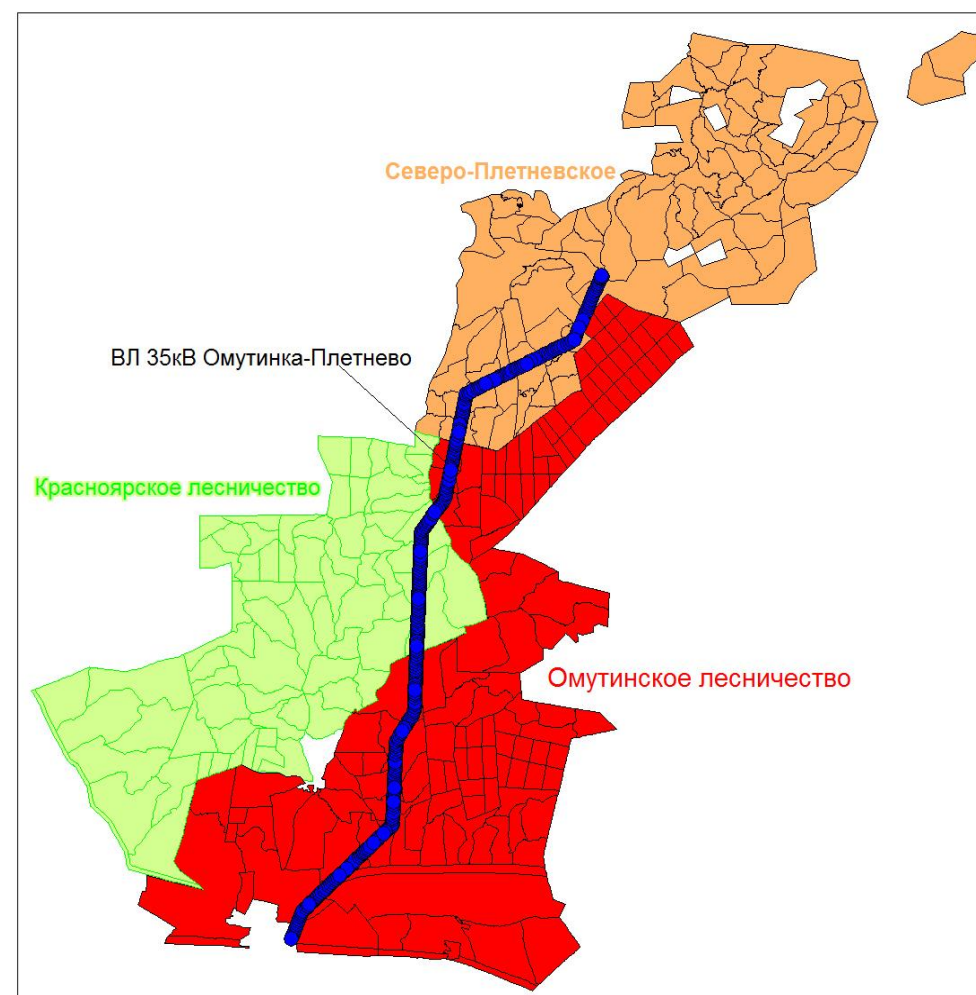 Северо-Плетневское
ВЛ 35кВ Омутинка-Плетнево
Красноярское лесничество
Омутинское лесничество